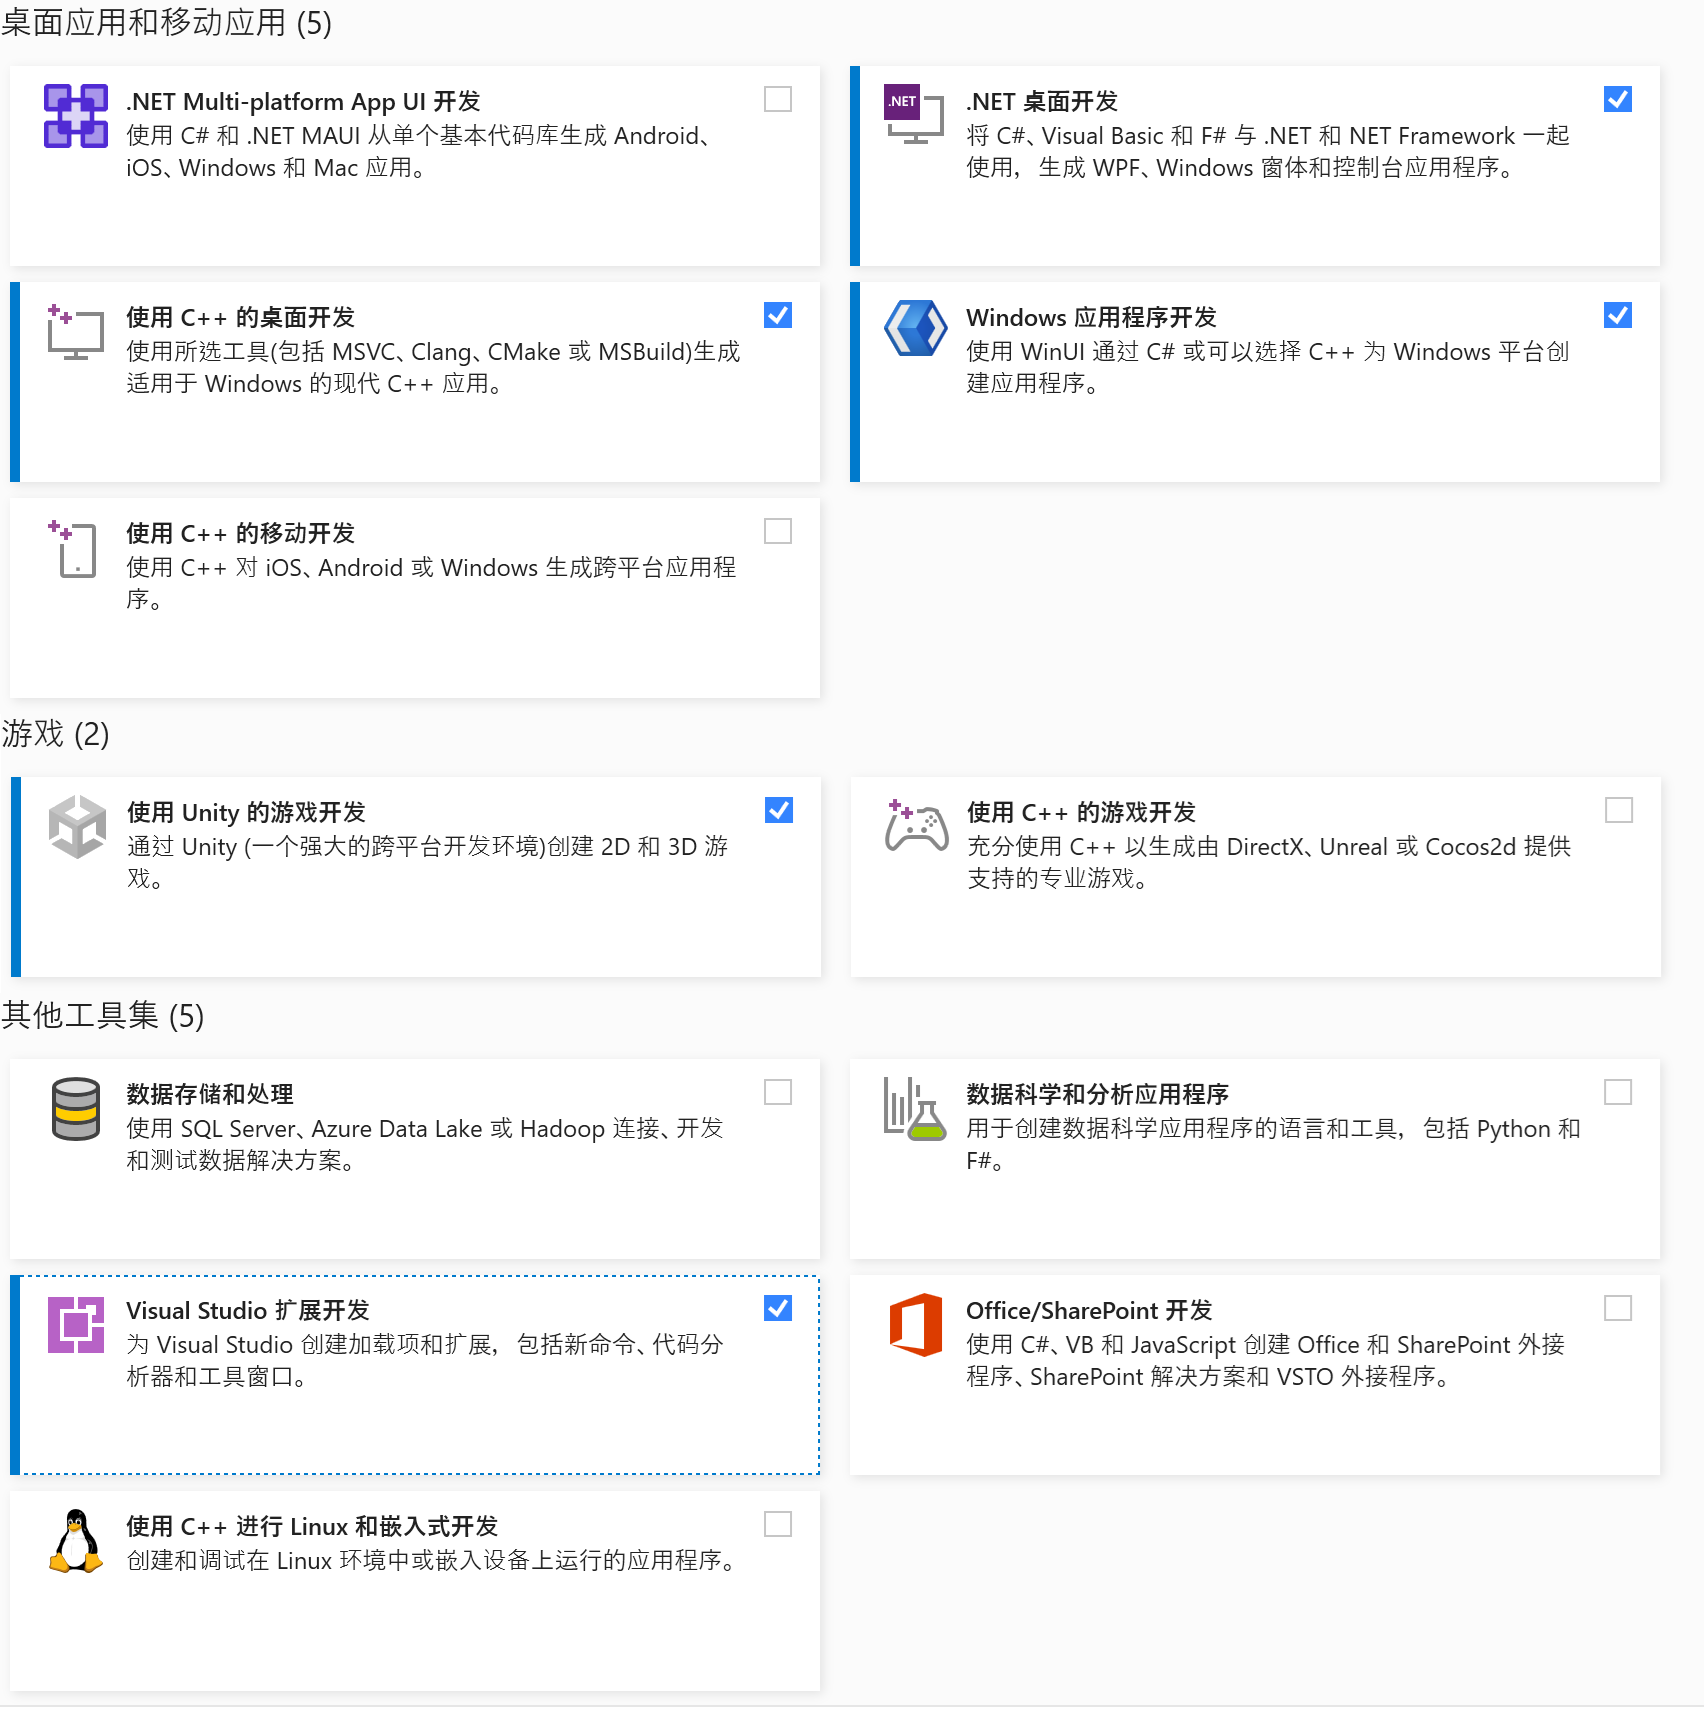 桌面应用和移动应用 (5)
.NET Multi-platform App UI 开发
使用 C# 和 .NET MAUI 从单个基本代码库生成 Android、
iOS、Windows 和 Mac 应用。
.NET
.NET 桌面开发
将 C#、Visual Basic 和 F# 与 .NET 和 NET Framework 一起
使用，生成 WPF、Windows 窗体和控制台应用程序。
使用 C++ 的桌面开发
使用所选工具(包括 MSVC、Clang、CMake 或 MSBuild)生成
适用于 Windows 的现代 C++ 应用。
Windows 应用程序开发
使用 WinUI 通过 C# 或可以选择 C++ 为 Windows 平台创
建应用程序。
使用 C++ 的移动开发
使用 C++ 对 iOS、Android 或 Windows 生成跨平台应用程
序。
游戏 (2)
使用 Unity 的游戏开发
通过 Unity (一个强大的跨平台开发环境)创建 2D 和 3D 游
戏。
使用 C++ 的游戏开发
充分使用 C++ 以生成由 DirectX、Unreal 或 Cocos2d 提供
支持的专业游戏。
其他工具集 (5)
数据存储和处理
使用 SQL Server、Azure Data Lake 或 Hadoop 连接、开发
和测试数据解决方案。
数据科学和分析应用程序
用于创建数据科学应用程序的语言和工具，包括 Python 和
F#。
Visual Studio 扩展开发
为 Visual Studio 创建加载项和扩展，包括新命令、代码分
析器和工具窗口。
Office/SharePoint 开发
使用 C#、VB 和 JavaScript 创建 Office 和 SharePoint 外接
程序、SharePoint 解决方案和 VSTO 外接程序。
使用 C++ 进行 Linux 和嵌入式开发
创建和调试在 Linux 环境中或嵌入设备上运行的应用程序。